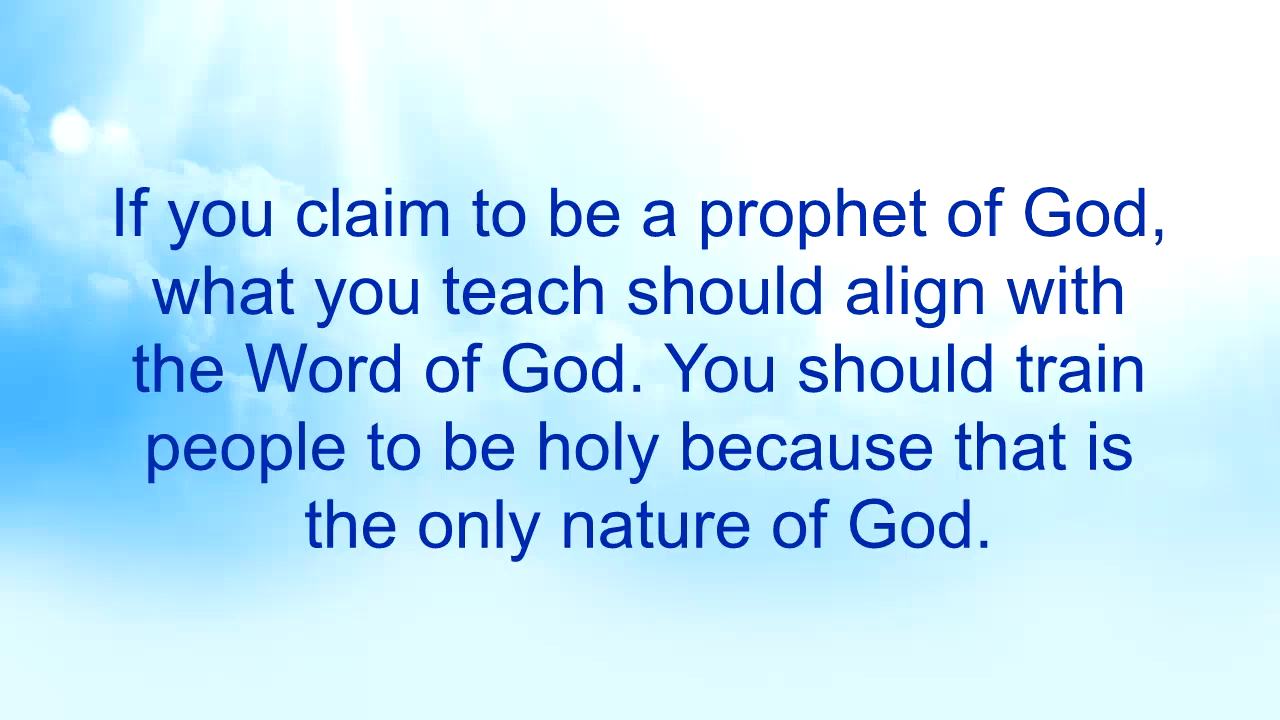 If you claim to be a prophet of God,
what you teach should align with
the Word of God. You should train
people to be holy because that is
the only nature of God.